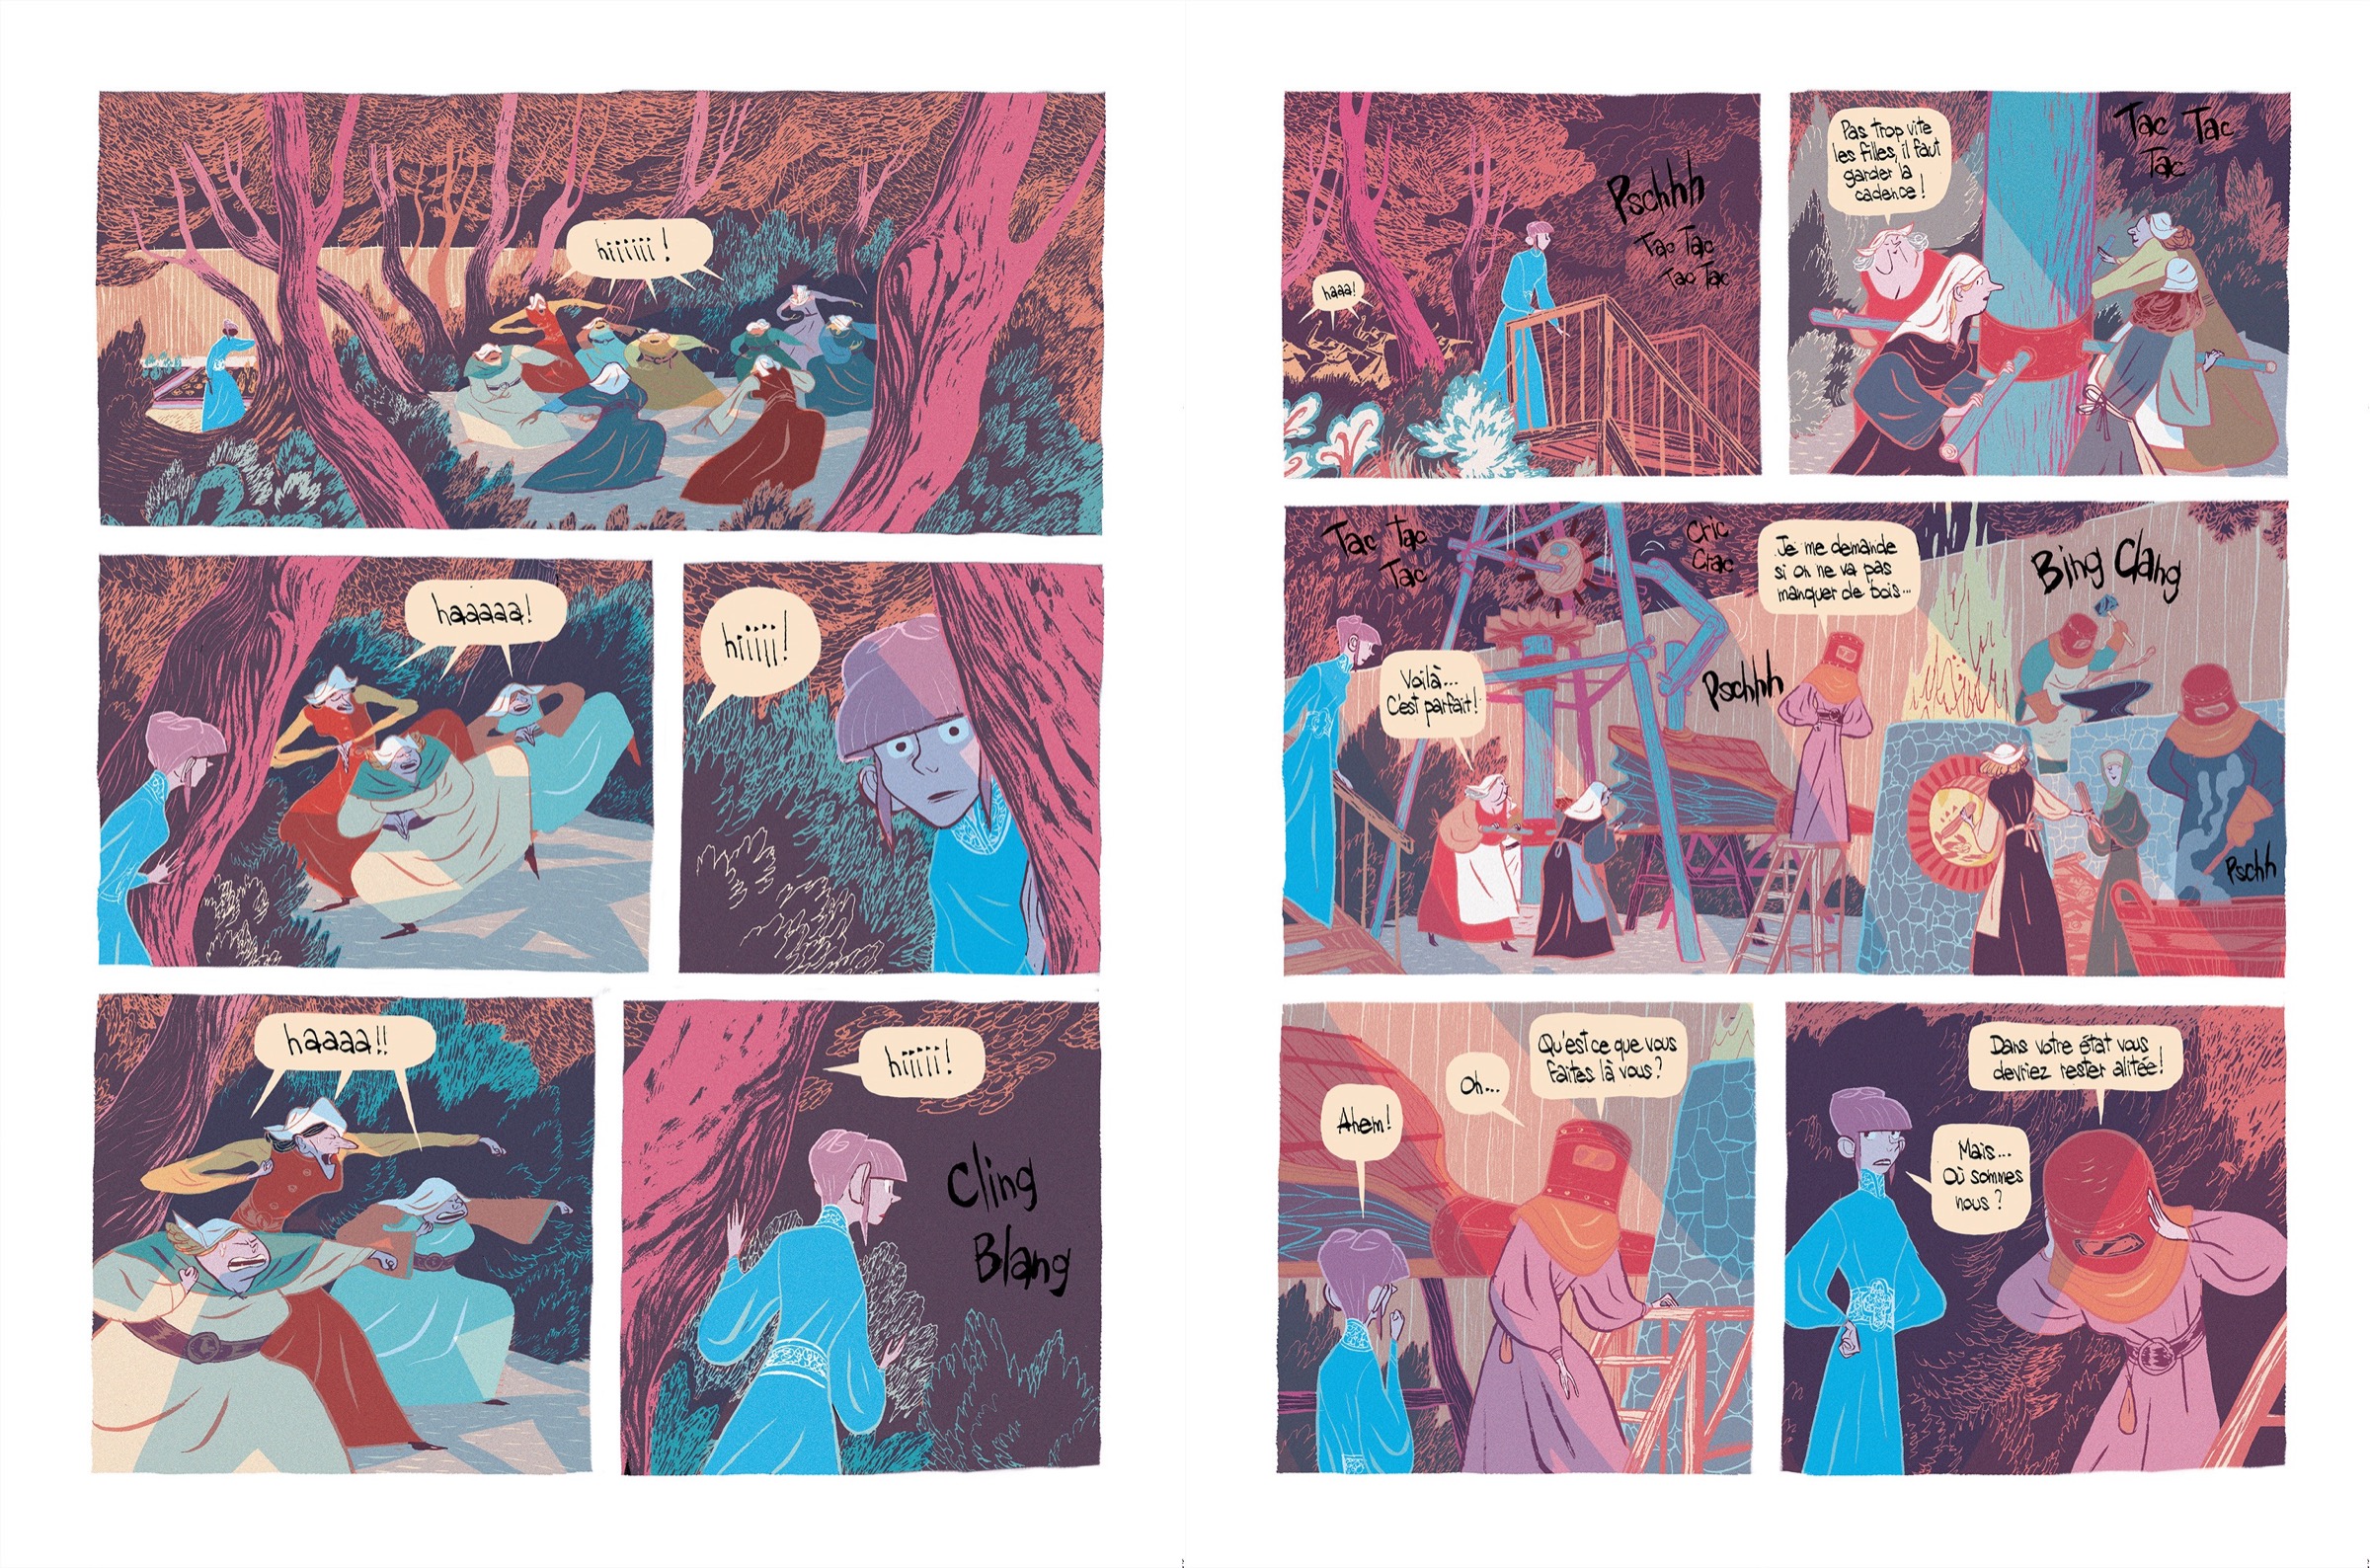 hiiiiii !
haaaaa!
hiiiii!
haaaa!!
hiiiii!
Cling
Blang
Pschhh
Tac Tac
Tac Tac
haaa!
Pas trop vite
les filles, il faut
garder la
cadence !
Tac Tac
Tac
Tac Tac
Tac
Cric
Crac
Je me demande
si on ne va pas
manquer de bois...
Bing Clang
Voilà...
C'est parfait!
Pschhh
Pschh
Ahem!
Oh...
Qu'est ce que vous
faites là vous ?
Dans votre état vous
devriez rester alitée!
Mais...
Où sommes
nous ?